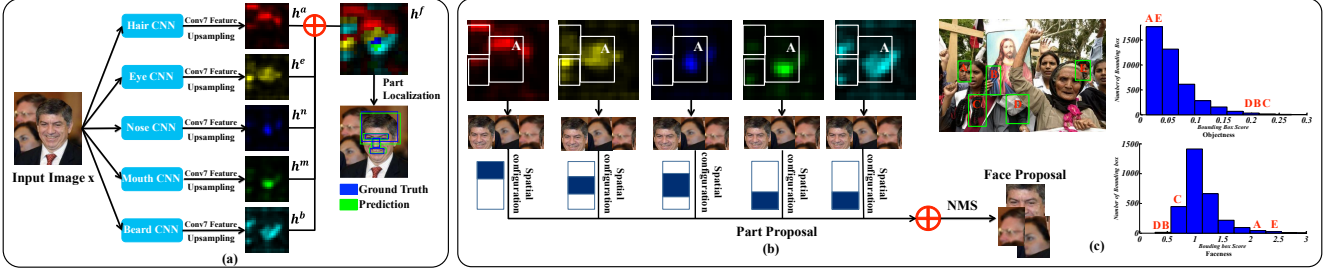 Hair CNN
Conv7 Feature
Upsampling
h^a
h^f
Eye CNN
Conv7 Feature
Upsampling
h^e
Part
Localization
Nose CNN
Conv7 Feature
Upsampling
h^n
Input Image x
Mouth CNN
Conv7 Feature
Upsampling
h^m
Ground Truth
Prediction
Beard CNN
Conv7 Feature
Upsampling
h^b
(a)
A
A
A
A
A
Spatial configuration
Spatial configuration
Spatial configuration
Spatial configuration
Spatial configuration
Part Proposal
(b)
NMS
Face Proposal
C
B
(c)
A E
D B C
Number of Bounding Box
1500
1000
500
0
0.05
0.1
0.15
0.2
0.25
0.3
Bounding Box Score
Objectness
D B
C
A
E
Number of Bounding box
1500
1000
500
0
0
0.5
1
1.5
2
2.5
3
Bouding box Score
Faceness